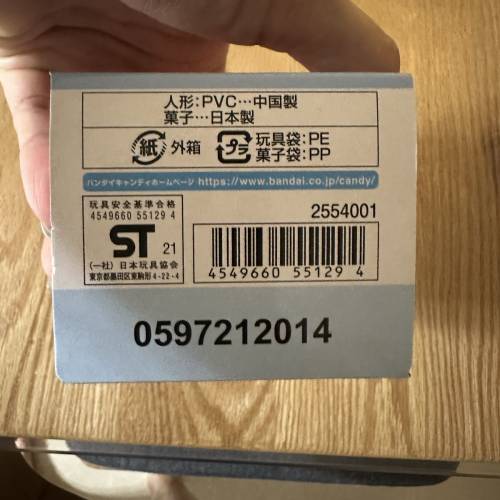 人形:PVC…中国製
菓子…日本製
紙 外箱
プラ 玩具袋:PE
菓子袋:PP
バンダイキャンディホームページ https://www.bandai.co.jp/candy/
玩具安全基準合格
4549660 55129 4
ST 21
(一社)日本玩具協会
東京都墨田区東駒形4-22-4
2554001
4549660 55129 4
0597212014